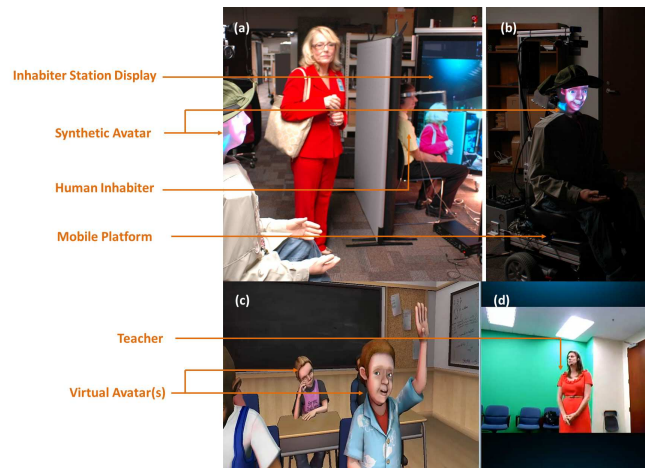 (a)
(b)
Inhabiter Station Display
Synthetic Avatar
Human Inhabiter
Mobile Platform
(c)
(d)
Teacher
Virtual Avatar(s)